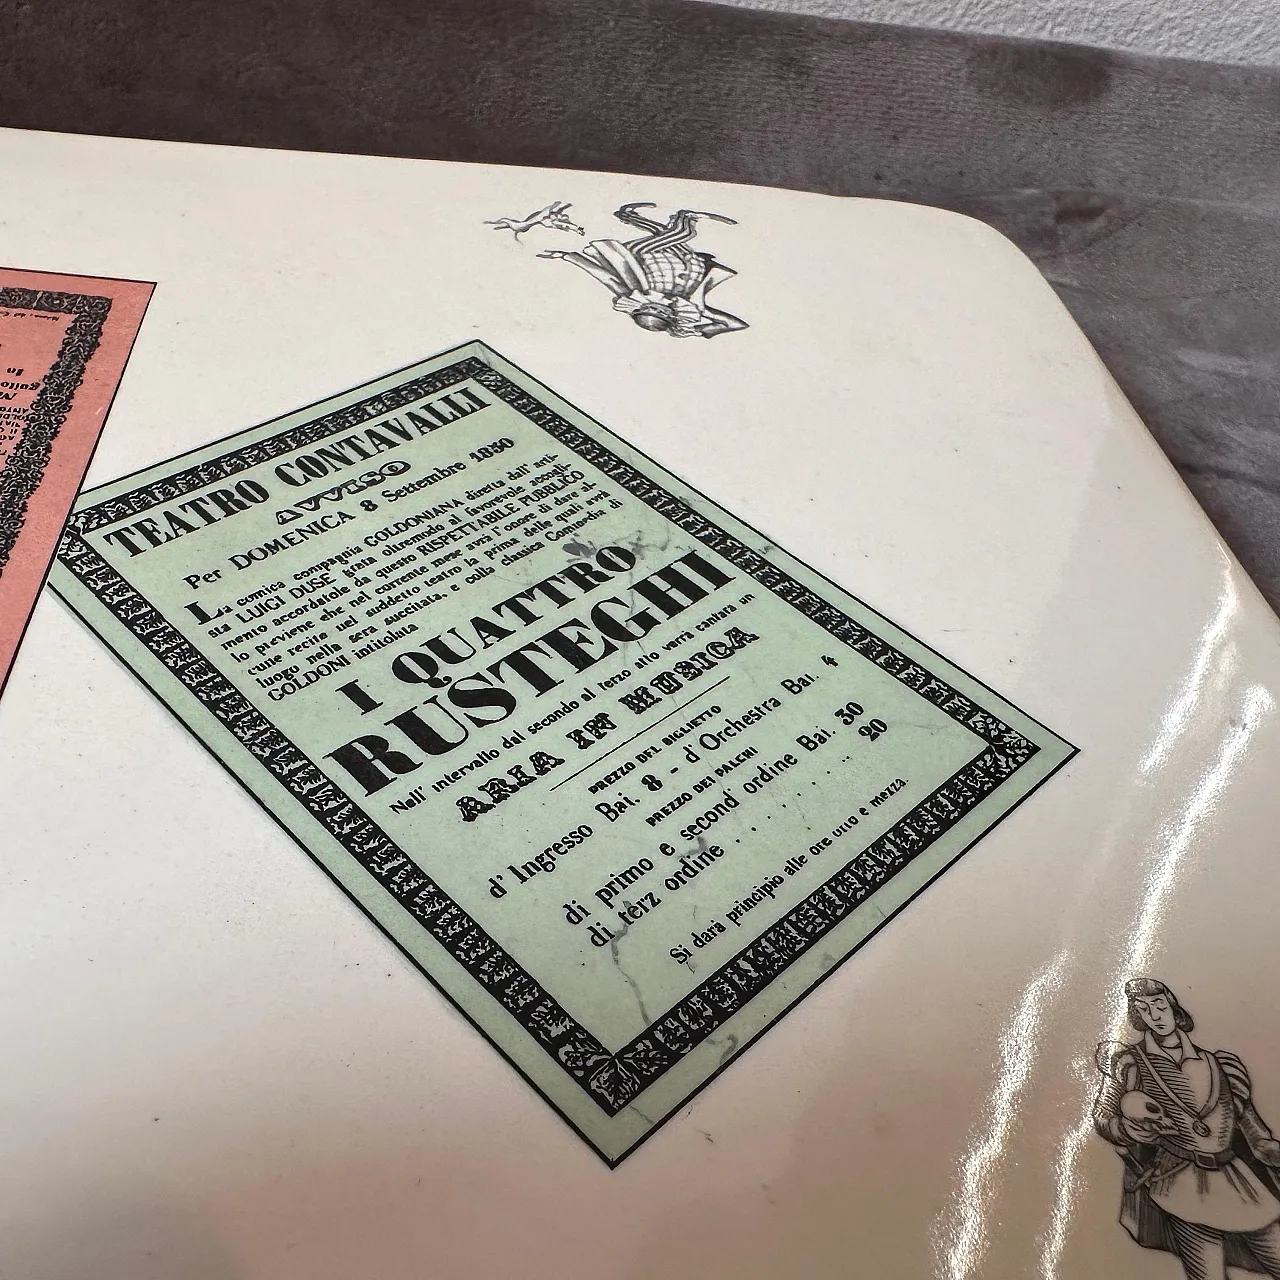 TEATRO CONTAVALLI
AVVISO
Per DOMENICA 8 Settembre 1850
La comica compagnia GOLDONIANA diretta dall' arti-
sta LUIGI DUSE grata oltremodo al favorevole accogli-
mento accordatole da questo RISPETTABILE PUBBLICO
lo previene che nel corrente mese avrà l'onore di dare al-
cune recite nel suddetto teatro la prima delle quali avrà
luogo nella sera succitata, e colla classica Comedia di
GOLDONI intitolata
I QUATTRO
RUSTEGHI
Nell' intervallo dal secondo al terzo atto verrà cantata un
ARIA IN MUSICA
PREZZO DEL BIGLIETTO
d' Ingresso Bai. 8 - d'Orchestra Bai. 4
PREZZO DEI PALCHI
di primo e second' ordine Bai. 30
di terz ordine . . . . . . . 20
Si darà principio alle ore otto e mezza.